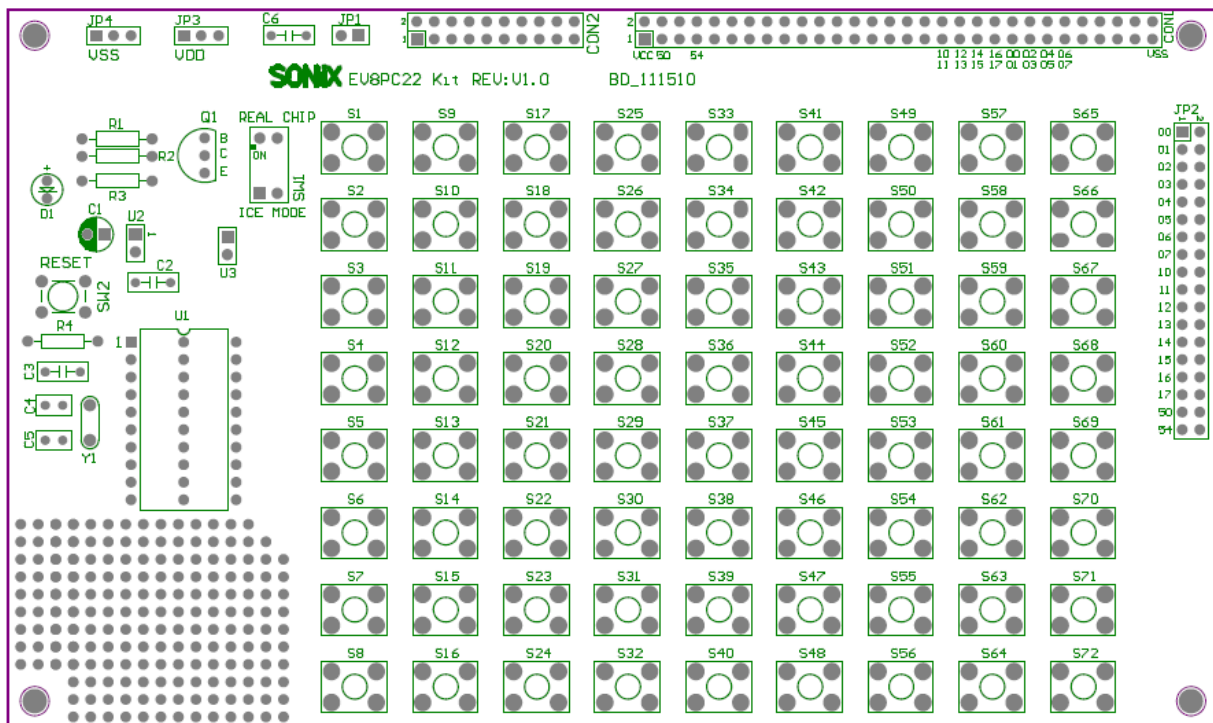 JP4 JP3 C6 JP1 2 1 CON2 2 1 CON1
VSS VDD
VCC 50 54 10 12 14 16 00 02 04 06 VSS
11 13 15 17 01 03 05 07
SONIX EV8PC22 Kit REV:V1.0 BD_111510
REAL CHIP
ON
SW1
ICE MODE
Q1
B
C
E
R1
R2
R3
+
D1
C1
U2
1
U3
RESET
SW2
C2
R4
U1
1
C3
C4
C5
Y1
S1 S9 S17 S25 S33 S41 S49 S57 S65
S2 S10 S18 S26 S34 S42 S50 S58 S66
S3 S11 S19 S27 S35 S43 S51 S59 S67
S4 S12 S20 S28 S36 S44 S52 S60 S68
S5 S13 S21 S29 S37 S45 S53 S61 S69
S6 S14 S22 S30 S38 S46 S54 S62 S70
S7 S15 S23 S31 S39 S47 S55 S63 S71
S8 S16 S24 S32 S40 S48 S56 S64 S72
JP2
1 2
00
01
02
03
04
05
06
07
10
11
12
13
14
15
16
17
50
54